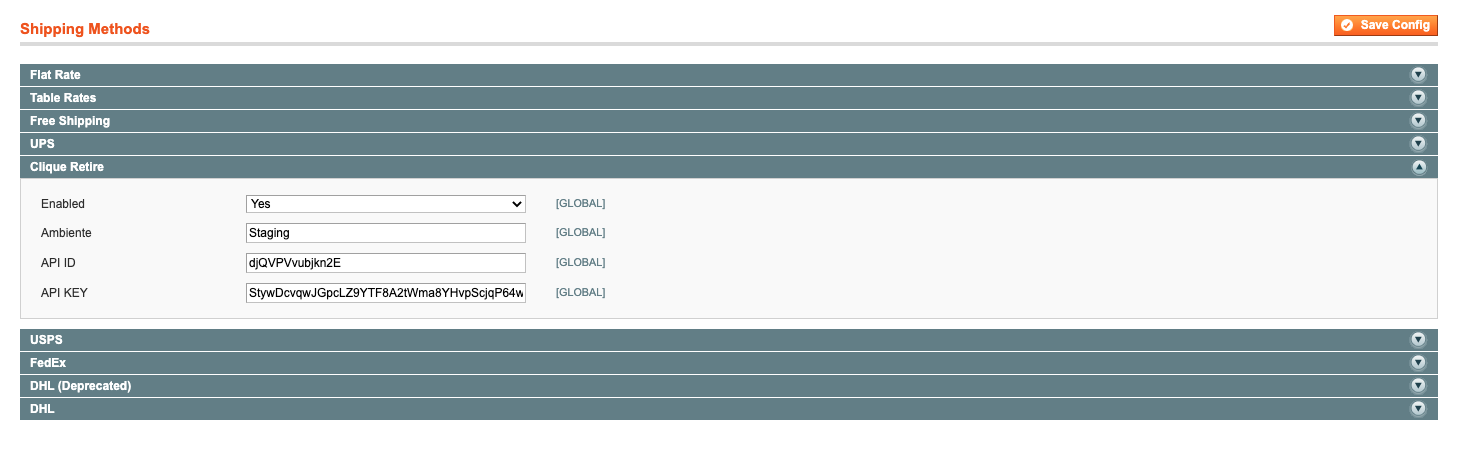 Shipping Methods
Save Config
Flat Rate
Table Rates
Free Shipping
UPS
Clique Retire
Enabled Yes [GLOBAL]
Ambiente Staging [GLOBAL]
API ID djQVPVvubjkn2E [GLOBAL]
API KEY StywDcvqwJGpcLZ9YTF8A2tWma8YHvpScjqP64w [GLOBAL]
USPS
FedEx
DHL (Deprecated)
DHL